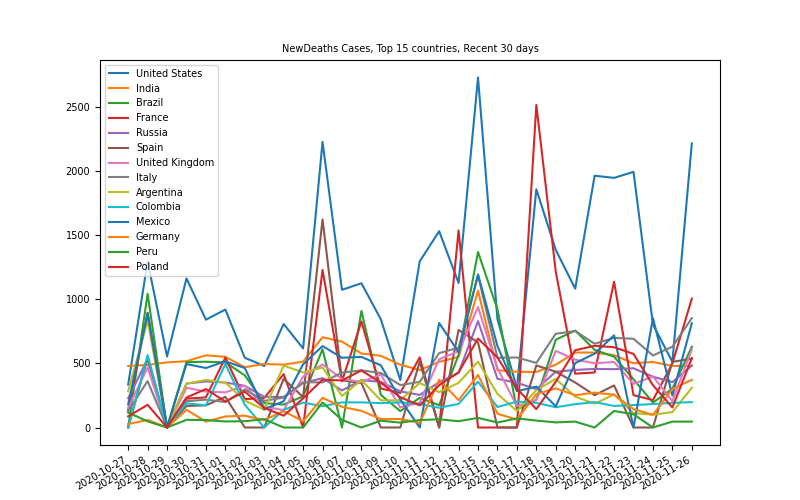 NewDeaths Cases, Top 15 countries, Recent 30 days
United States
India
Brazil
France
Russia
Spain
United Kingdom
Italy
Argentina
Colombia
Mexico
Germany
Peru
Poland
2500
2000
1500
1000
500
0
2020-10-27
2020-10-28
2020-10-29
2020-10-30
2020-10-31
2020-11-01
2020-11-02
2020-11-03
2020-11-04
2020-11-05
2020-11-06
2020-11-07
2020-11-08
2020-11-09
2020-11-10
2020-11-11
2020-11-12
2020-11-13
2020-11-14
2020-11-15
2020-11-16
2020-11-17
2020-11-18
2020-11-19
2020-11-20
2020-11-21
2020-11-22
2020-11-23
2020-11-24
2020-11-25
2020-11-26